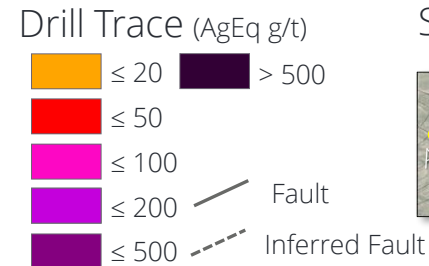 Drill Trace (AgEq g/t)
≤ 20 > 500
≤ 50
≤ 100
≤ 200 Fault
≤ 500 Inferred Fault